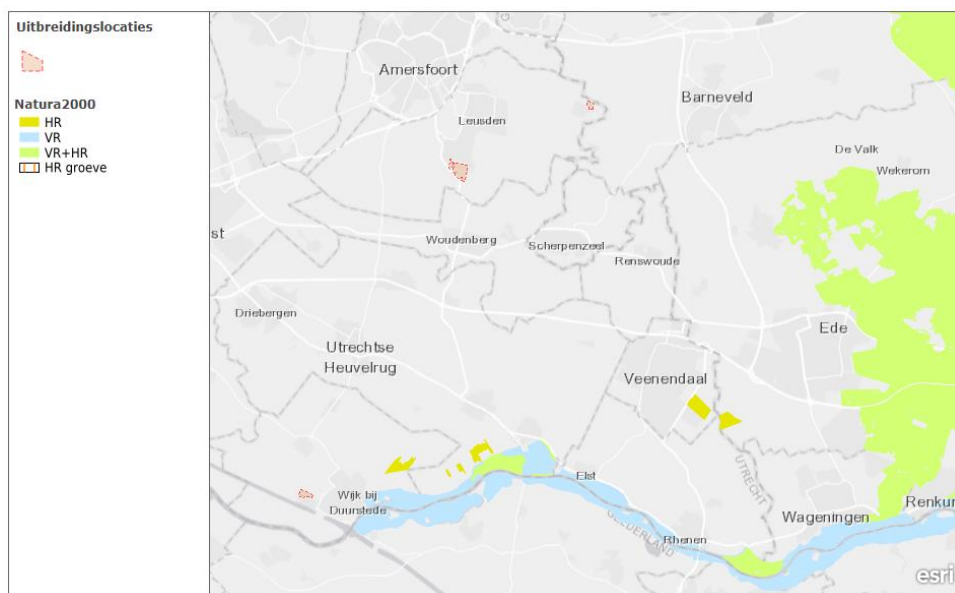 Uitbreidingslocaties
Natura2000
HR
VR
VR+HR
HR groeve
Amersfoort
Barneveld
Leusden
De Valk
Wekerom
st
Woudenberg
Scherpenzeel
Renswoude
Driebergen
Ede
Utrechtse
Heuvelrug
Veenendaal
UTRECHT
Elst
Wijk bij
Duurstede
Renkum
Wageningen
GELDERLAND
Rhenen
esri